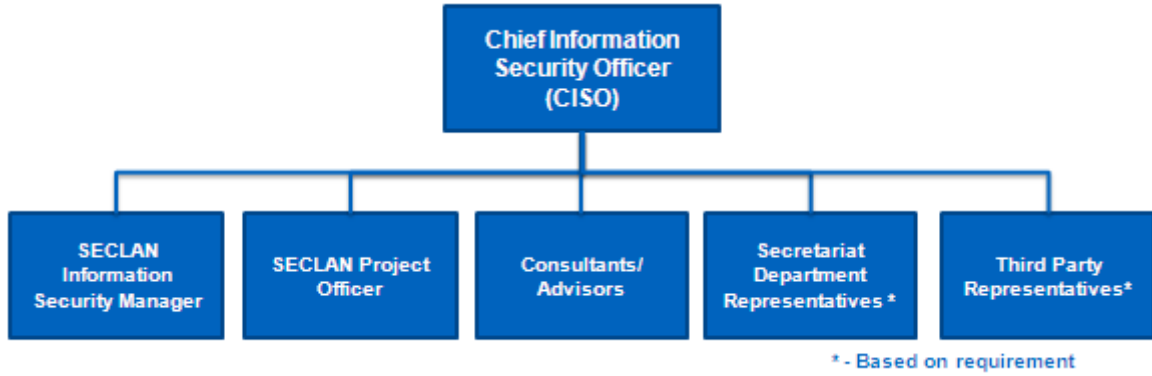 Chief Information
Security Officer
(CISO)
SECLAN
Information
Security Manager
SECLAN Project
Officer
Consultants/
Advisors
Secretariat
Department
Representatives *
Third Party
Representatives*
* - Based on requirement